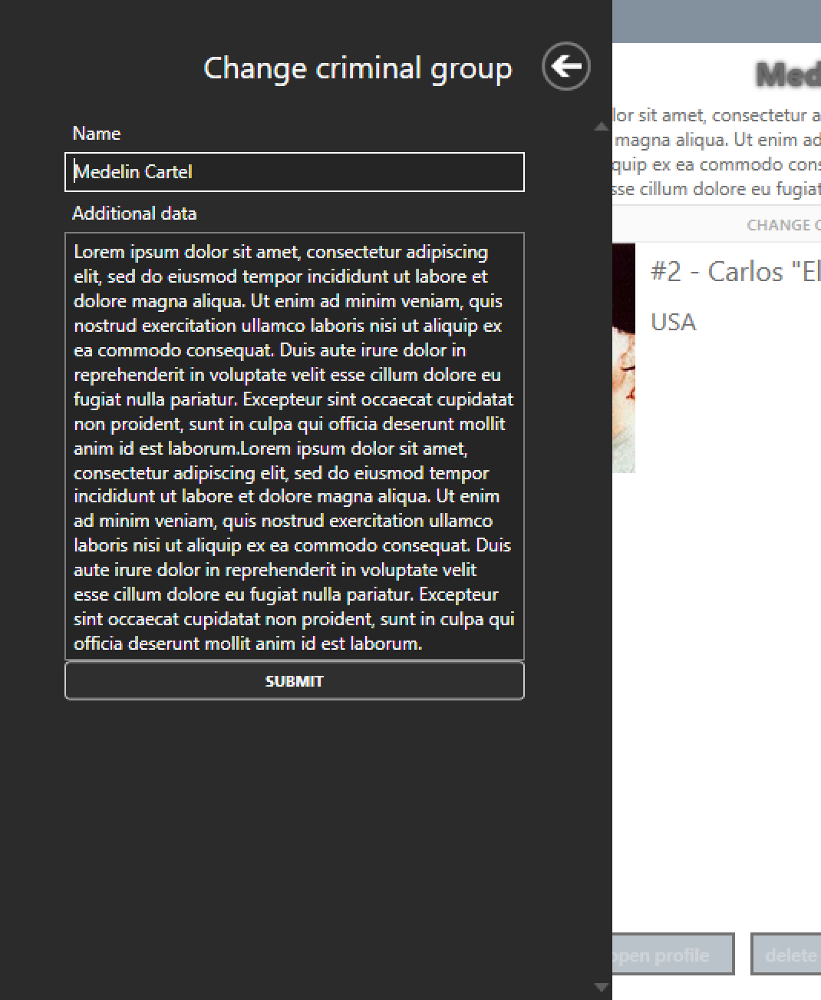 Change criminal group
Name
Medelin Cartel
Additional data
Lorem ipsum dolor sit amet, consectetur adipiscing
elit, sed do eiusmod tempor incididunt ut labore et
dolore magna aliqua. Ut enim ad minim veniam, quis
nostrud exercitation ullamco laboris nisi ut aliquip ex
ea commodo consequat. Duis aute irure dolor in
reprehenderit in voluptate velit esse cillum dolore eu
fugiat nulla pariatur. Excepteur sint occaecat cupidatat
non proident, sunt in culpa qui officia deserunt mollit
anim id est laborum.Lorem ipsum dolor sit amet,
consectetur adipiscing elit, sed do eiusmod tempor
incididunt ut labore et dolore magna aliqua. Ut enim
ad minim veniam, quis nostrud exercitation ullamco
laboris nisi ut aliquip ex ea commodo consequat. Duis
aute irure dolor in reprehenderit in voluptate velit
esse cillum dolore eu fugiat nulla pariatur. Excepteur
sint occaecat cupidatat non proident, sunt in culpa qui
officia deserunt mollit anim id est laborum.
SUBMIT
Med
lor sit amet, consectetur a
magna aliqua. Ut enim ad
quip ex ea commodo cons
sse cillum dolore eu fugiat
CHANGE C
#2 - Carlos "El
USA
open profile
delete